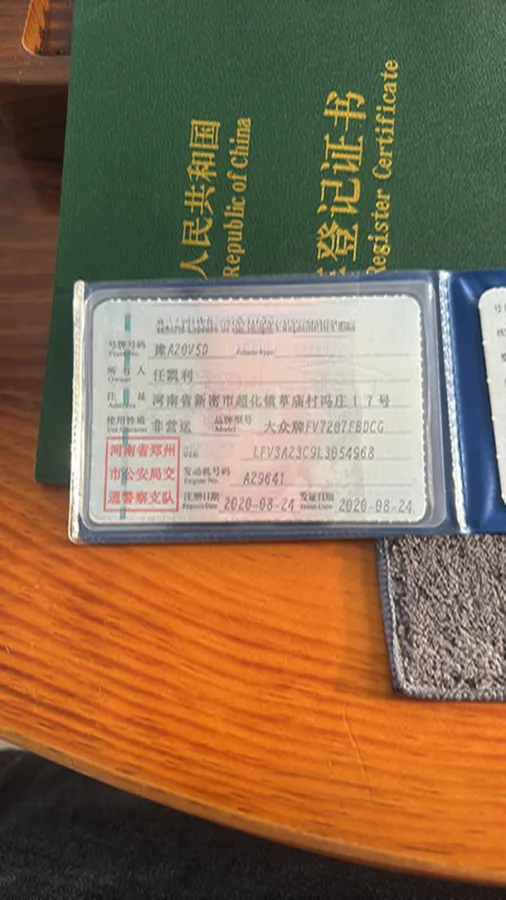 人民共和国
Republic of China
登记证书
Register Certificate
号牌号码 豫A20V5D
Plate No. Vehicle Type
所有人 任凯利
Owner
住址 河南省新密市超化镇草庙村冯庄17号
Address
使用性质 非营运 品牌型号 大众牌FV7207FBDCG
Use Character Model
河南省郑州
市公安局交
通警察支队
VIN LFV3A23C9L3054968
发动机号码 A29641
Engine No.
注册日期 2020-08-24 发证日期 2020-08-24
Register Date Issue Date